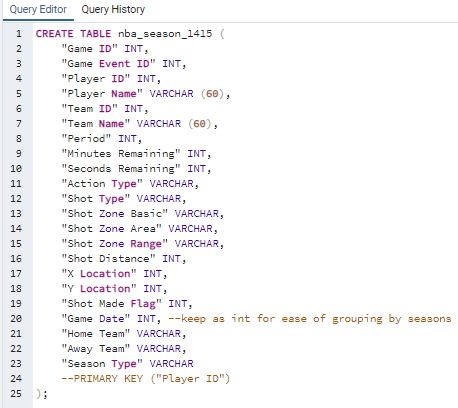 Query Editor Query History
1 CREATE TABLE nba_season_1415 (
2 "Game ID" INT,
3 "Game Event ID" INT,
4 "Player ID" INT,
5 "Player Name" VARCHAR (60),
6 "Team ID" INT,
7 "Team Name" VARCHAR (60),
8 "Period" INT,
9 "Minutes Remaining" INT,
10 "Seconds Remaining" INT,
11 "Action Type" VARCHAR,
12 "Shot Type" VARCHAR,
13 "Shot Zone Basic" VARCHAR,
14 "Shot Zone Area" VARCHAR,
15 "Shot Zone Range" VARCHAR,
16 "Shot Distance" INT,
17 "X Location" INT,
18 "Y Location" INT,
19 "Shot Made Flag" INT,
20 "Game Date" INT, --keep as int for ease of grouping by seasons
21 "Home Team" VARCHAR,
22 "Away Team" VARCHAR,
23 "Season Type" VARCHAR
24 --PRIMARY KEY ("Player ID")
25 );